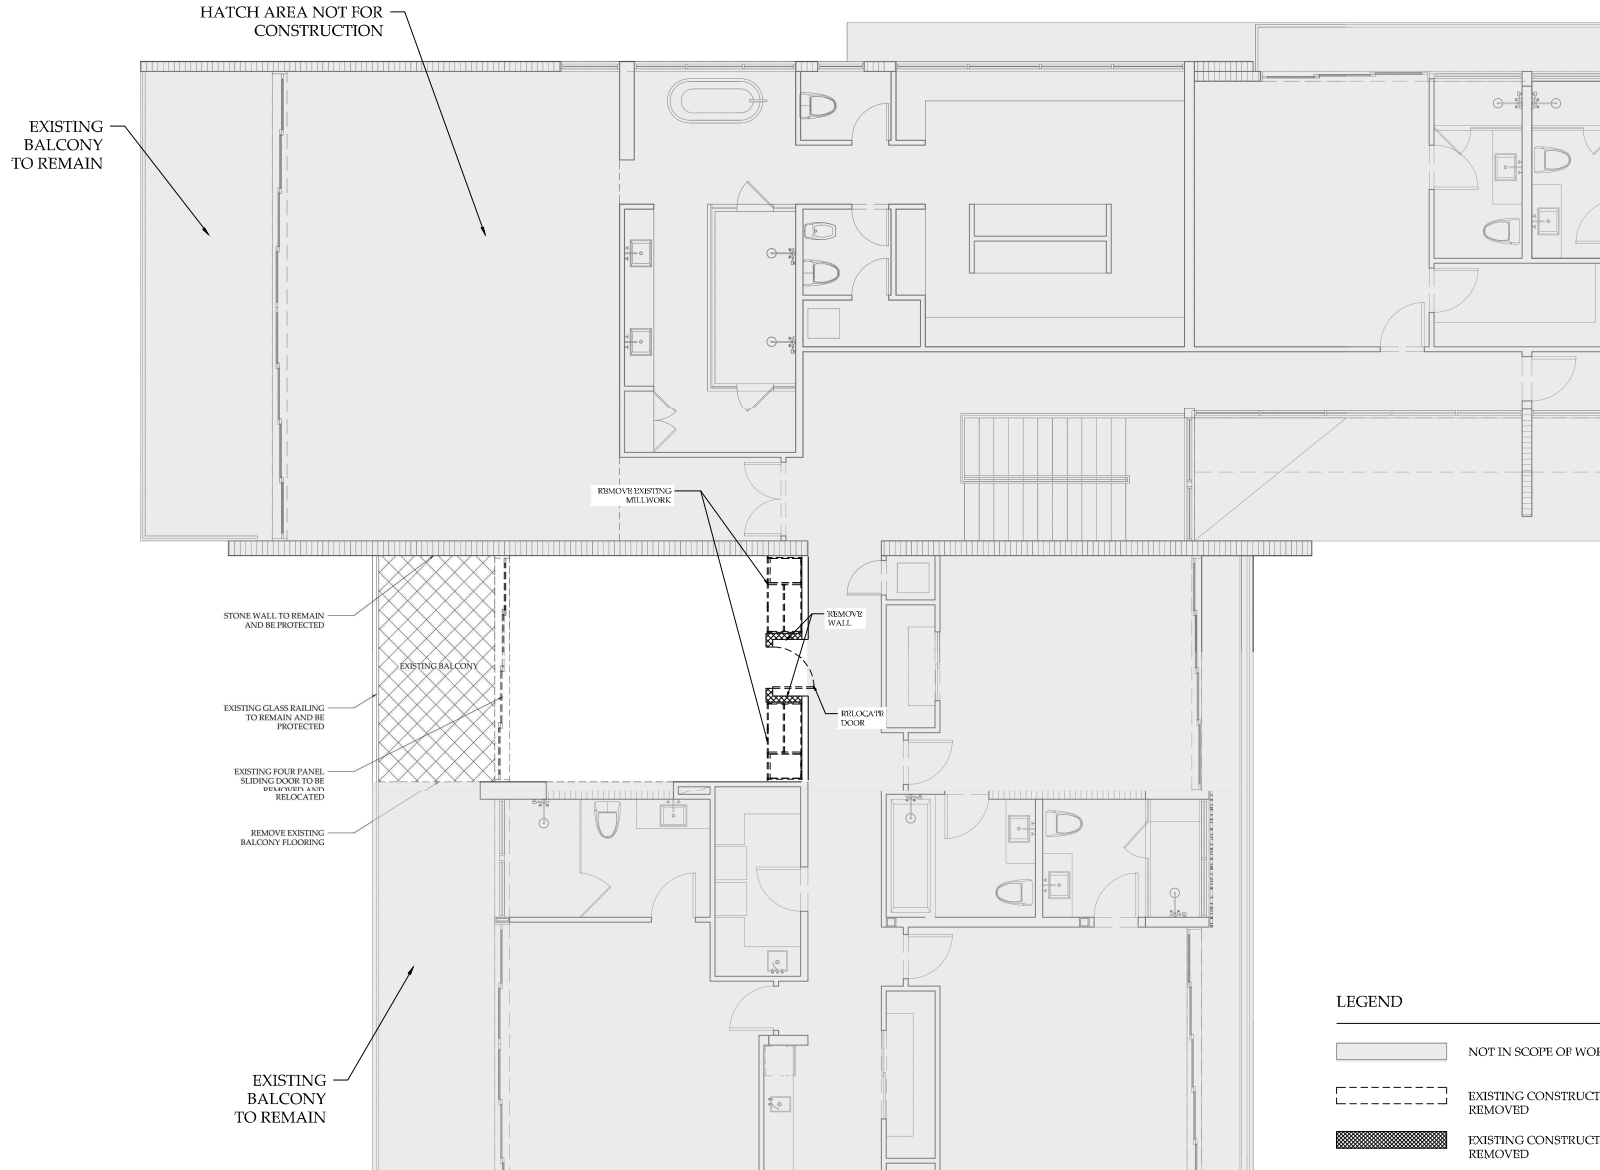 HATCH AREA NOT FOR
CONSTRUCTION
EXISTING
BALCONY
TO REMAIN
REMOVE EXISTING
MILLWORK
STONE WALL TO REMAIN
AND BE PROTECTED
REMOVE
WALL
EXISTING BALCONY
EXISTING GLASS RAILING
TO REMAIN AND BE
PROTECTED
RELOCATE
DOOR
EXISTING FOUR PANEL
SLIDING DOOR TO BE
REMOVED AND
RELOCATED
REMOVE EXISTING
BALCONY FLOORING
EXISTING
BALCONY
TO REMAIN
LEGEND
NOT IN SCOPE OF WOR
EXISTING CONSTRUCT
REMOVED
EXISTING CONSTRUCT
REMOVED